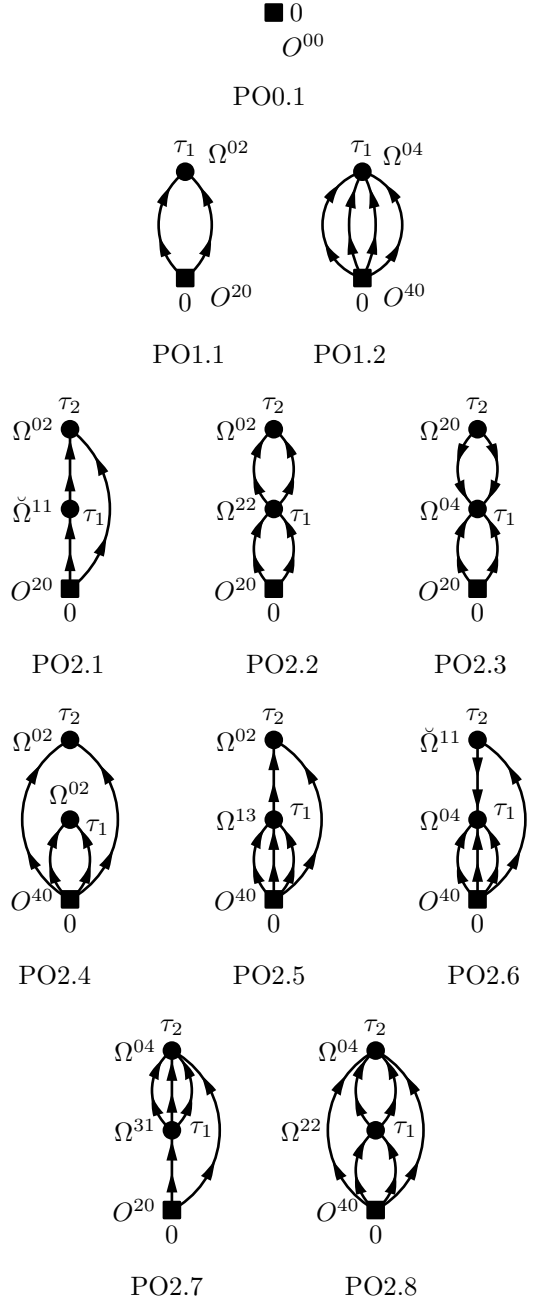 0
O^{00}
PO0.1
τ_1 Ω^{02} τ_1 Ω^{04}
0 O^{20} 0 O^{40}
PO1.1 PO1.2
τ_2 τ_2 τ_2
Ω^{02} Ω^{02} Ω^{20}
Ω̆^{11} τ_1 Ω^{22} τ_1 Ω^{04} τ_1
O^{20} O^{20} O^{20}
0 0 0
PO2.1 PO2.2 PO2.3
τ_2 τ_2 τ_2
Ω^{02} Ω^{02} Ω̆^{11}
Ω^{02} τ_1 Ω^{13} τ_1 Ω^{04} τ_1
O^{40} O^{40} O^{40}
0 0 0
PO2.4 PO2.5 PO2.6
τ_2 τ_2
Ω^{04} Ω^{04}
Ω^{31} τ_1 Ω^{22} τ_1
O^{20} O^{40}
0 0
PO2.7 PO2.8